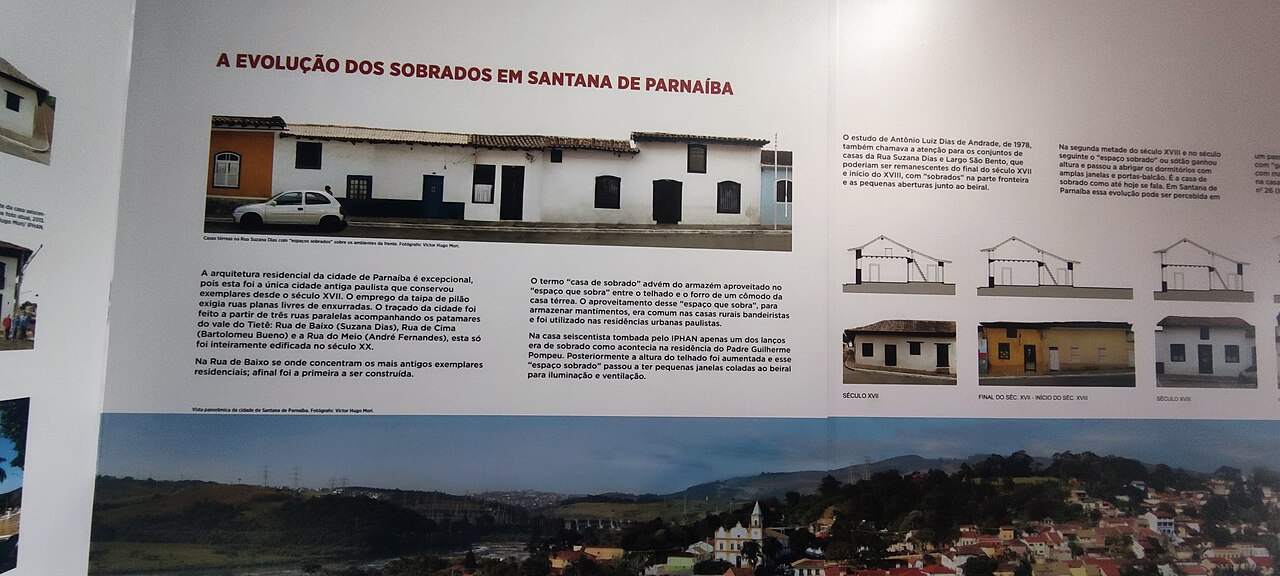 A EVOLUÇÃO DOS SOBRADOS EM SANTANA DE PARNAÍBA
Casas térreas na Rua Suzana Dias com "espaços sobrados" sobre os ambientes da frente. Fotógrafo: Victor Hugo Mori.
A arquitetura residencial da cidade de Parnaíba é excepcional,
pois esta foi a única cidade antiga paulista que conservou
exemplares desde o século XVII. O emprego da taipa de pilão
exigia ruas planas livres de enxurradas. O traçado da cidade foi
feito a partir de três ruas paralelas acompanhando os patamares
do vale do Tietê: Rua de Baixo (Suzana Dias), Rua de Cima
(Bartolomeu Bueno) e a Rua do Meio (André Fernandes), esta só
foi inteiramente edificada no século XX.
Na Rua de Baixo se onde concentram os mais antigos exemplares
residenciais; afinal foi a primeira a ser construída.
O termo "casa de sobrado" advém do armazém aproveitado no
"espaço que sobra" entre o telhado e o forro de um cômodo da
casa térrea. O aproveitamento desse "espaço que sobra", para
armazenar mantimentos, era comum nas casas rurais bandeiristas
e foi utilizado nas residências urbanas paulistas.
Na casa seiscentista tombada pelo IPHAN apenas um dos lanços
era de sobrado como acontecia na residência do Padre Guilherme
Pompeu. Posteriormente a altura do telhado foi aumentada e esse
"espaço sobrado" passou a ter pequenas janelas coladas ao beiral
para iluminação e ventilação.
O estudo de Antônio Luiz Dias de Andrade, de 1978,
também chamava a atenção para os conjuntos de
casas da Rua Suzana Dias e Largo São Bento, que
poderiam ser remanescentes do final do século XVII
e início do XVIII, com "sobrados" na parte fronteira
e as pequenas aberturas junto ao beiral.
Na segunda metade do século XVIII e no século
seguinte o "espaço sobrado" ou sótão ganhou
altura e passou a abrigar os dormitórios com
amplas janelas e portas-balcão. É a casa de
sobrado como até hoje se fala. Em Santana de
Parnaíba essa evolução pode ser percebida em
SÉCULO XVII
FINAL DO SÉC. XVII - INÍCIO DO SÉC. XVIII
SÉCULO XVIII
Vista panorâmica da cidade de Santana de Parnaíba. Fotógrafo: Victor Hugo Mori.